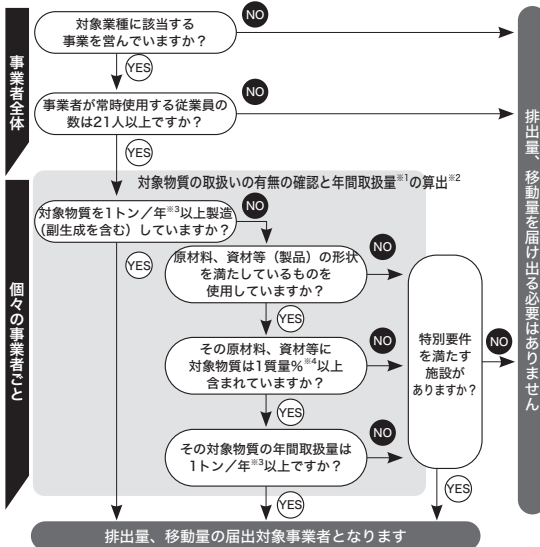 対象業種に該当する
事業を営んでいますか?
NO
YES
事業者全体
事業者が常時使用する従業員の
数は21人以上ですか?
NO
YES
排出量、移動量を届け出る必要はありません
対象物質の取扱いの有無の確認と年間取扱量※1の算出※2
個々の事業者ごと
対象物質を1トン/年※3以上製造
(副生成を含む)していますか?
NO
YES
原材料、資材等(製品)の形状
を満たしているものを
使用していますか?
NO
YES
その原材料、資材等に
対象物質は1質量%※4以上
含まれていますか?
NO
YES
その対象物質の年間取扱量は
1トン/年※3以上ですか?
NO
YES
特別要件
を満たす
施設が
ありますか?
NO
YES
排出量、移動量の届出対象事業者となります